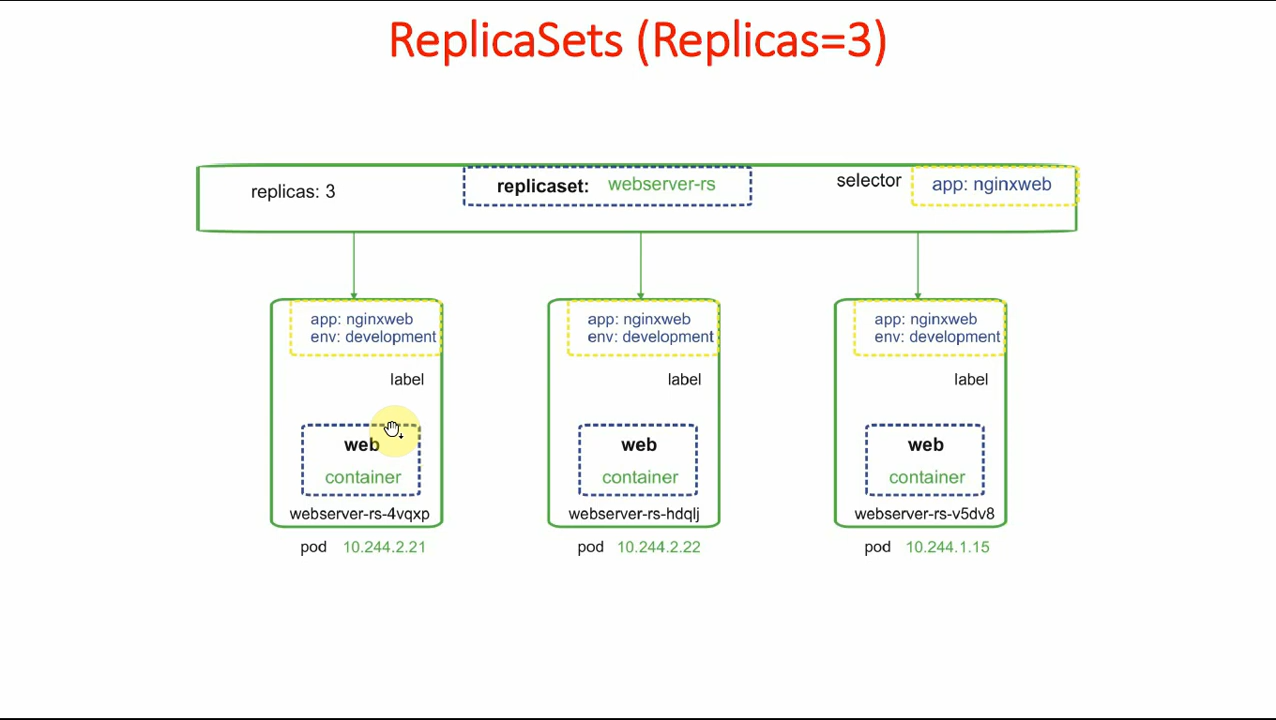 ReplicaSets (Replicas=3)
replicas: 3
replicaset: webserver-rs
selector
app: nginxweb
app: nginxweb
env: development
label
web
container
webserver-rs-4vqxp
pod 10.244.2.21
app: nginxweb
env: development
label
web
container
webserver-rs-hdqlj
pod 10.244.2.22
app: nginxweb
env: development
label
web
container
webserver-rs-v5dv8
pod 10.244.1.15